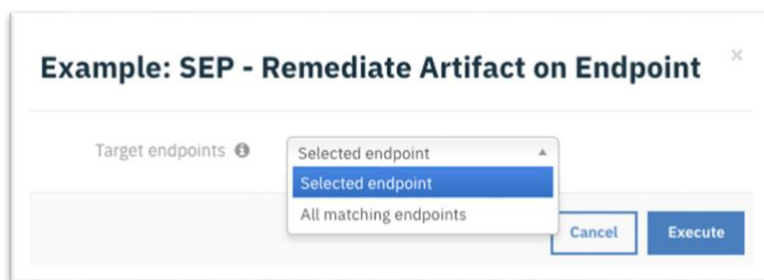 Example: SEP - Remediate Artifact on Endpoint ×
Target endpoints Selected endpoint
Selected endpoint
All matching endpoints
Cancel Execute